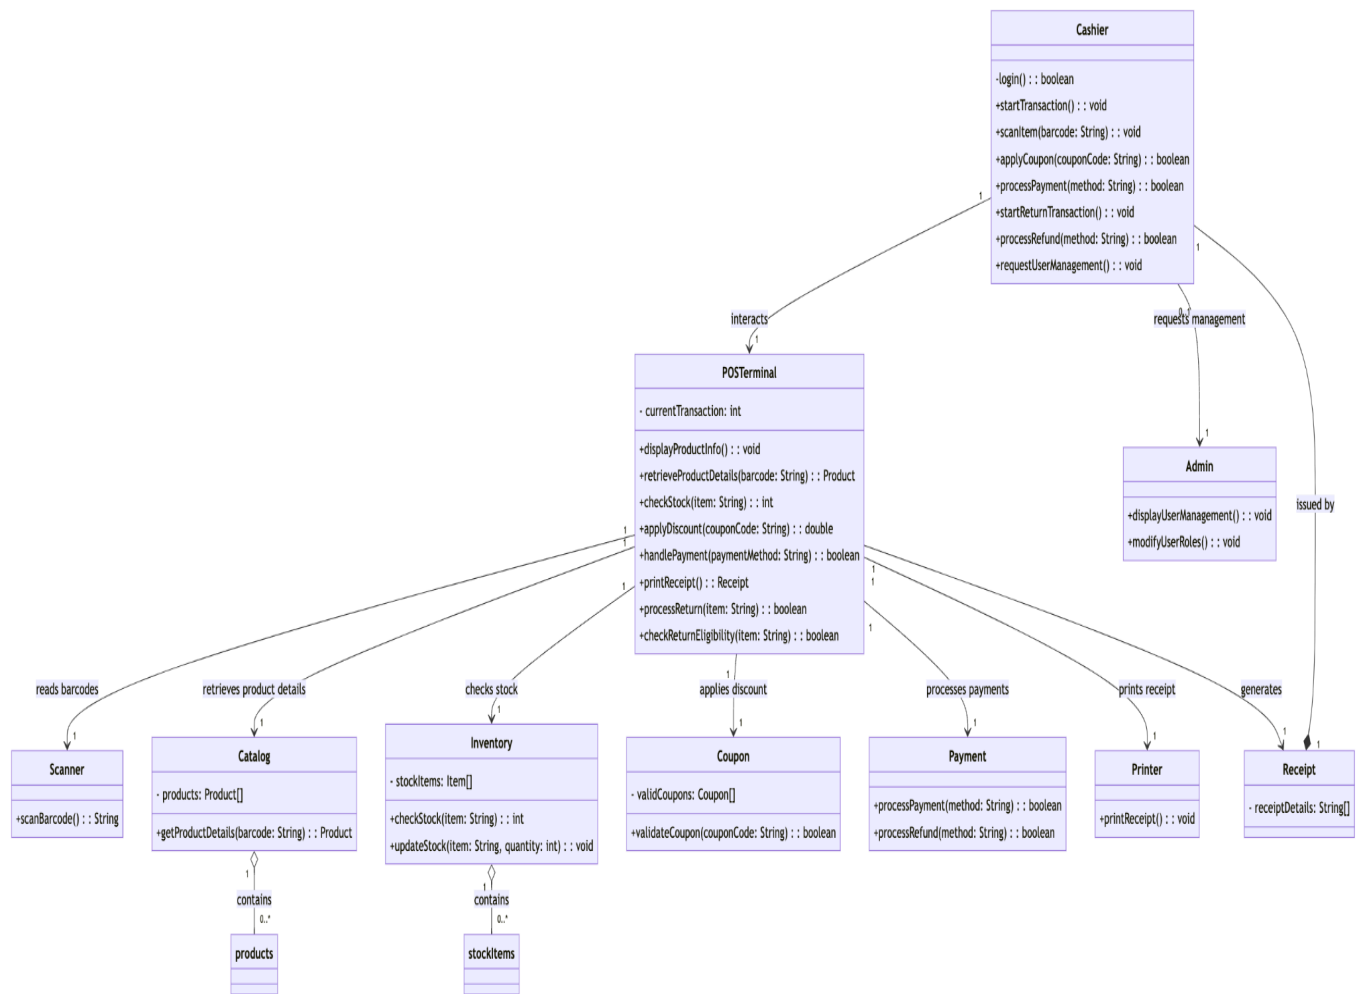 Cashier
-login() : : boolean
+startTransaction() : : void
+scanItem(barcode: String) : : void
+applyCoupon(couponCode: String) : : boolean
+processPayment(method: String) : : boolean
+startReturnTransaction() : : void
+processRefund(method: String) : : boolean
+requestUserManagement() : : void
1
1
interacts
1
0..1
requests management
1
issued by
1
POSTerminal
- currentTransaction: int
+displayProductInfo() : : void
+retrieveProductDetails(barcode: String) : : Product
+checkStock(item: String) : : int
+applyDiscount(couponCode: String) : : double
+handlePayment(paymentMethod: String) : : boolean
+printReceipt() : : Receipt
+processReturn(item: String) : : boolean
+checkReturnEligibility(item: String) : : boolean
Admin
+displayUserManagement() : : void
+modifyUserRoles() : : void
1
1
1
1
1
1
1
reads barcodes
retrieves product details
checks stock
applies discount
processes payments
prints receipt
generates
1
1
1
1
1
1
1
Scanner
+scanBarcode() : : String
Catalog
- products: Product[]
+getProductDetails(barcode: String) : : Product
Inventory
- stockItems: Item[]
+checkStock(item: String) : : int
+updateStock(item: String, quantity: int) : : void
Coupon
- validCoupons: Coupon[]
+validateCoupon(couponCode: String) : : boolean
Payment
+processPayment(method: String) : : boolean
+processRefund(method: String) : : boolean
Printer
+printReceipt() : : void
Receipt
- receiptDetails: String[]
1
contains
0..*
1
contains
0..*
products
stockItems